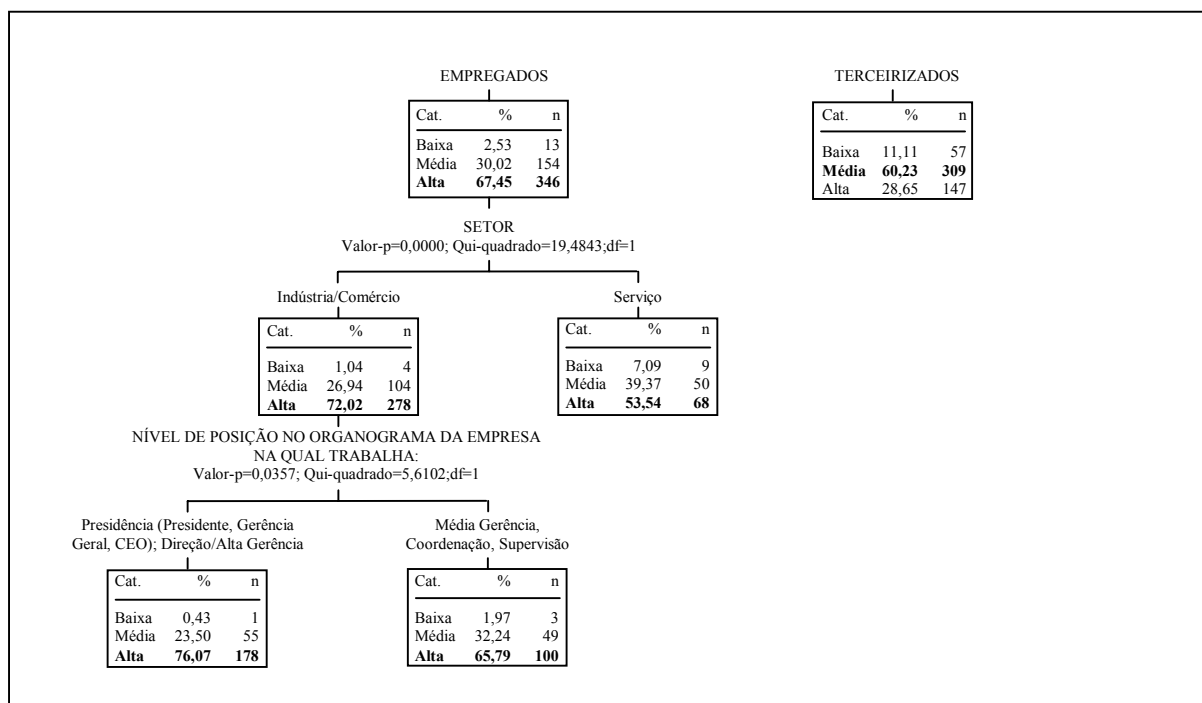 EMPREGADOS
Cat. % n
Baixa 2,53 13
Média 30,02 154
Alta 67,45 346
TERCEIRIZADOS
Cat. % n
Baixa 11,11 57
Média 60,23 309
Alta 28,65 147
SETOR
Valor-p=0,0000; Qui-quadrado=19,4843;df=1
Indústria/Comércio
Cat. % n
Baixa 1,04 4
Média 26,94 104
Alta 72,02 278
Serviço
Cat. % n
Baixa 7,09 9
Média 39,37 50
Alta 53,54 68
NÍVEL DE POSIÇÃO NO ORGANOGRAMA DA EMPRESA
NA QUAL TRABALHA:
Valor-p=0,0357; Qui-quadrado=5,6102;df=1
Presidência (Presidente, Gerência
Geral, CEO); Direção/Alta Gerência
Cat. % n
Baixa 0,43 1
Média 23,50 55
Alta 76,07 178
Média Gerência,
Coordenação, Supervisão
Cat. % n
Baixa 1,97 3
Média 32,24 49
Alta 65,79 100